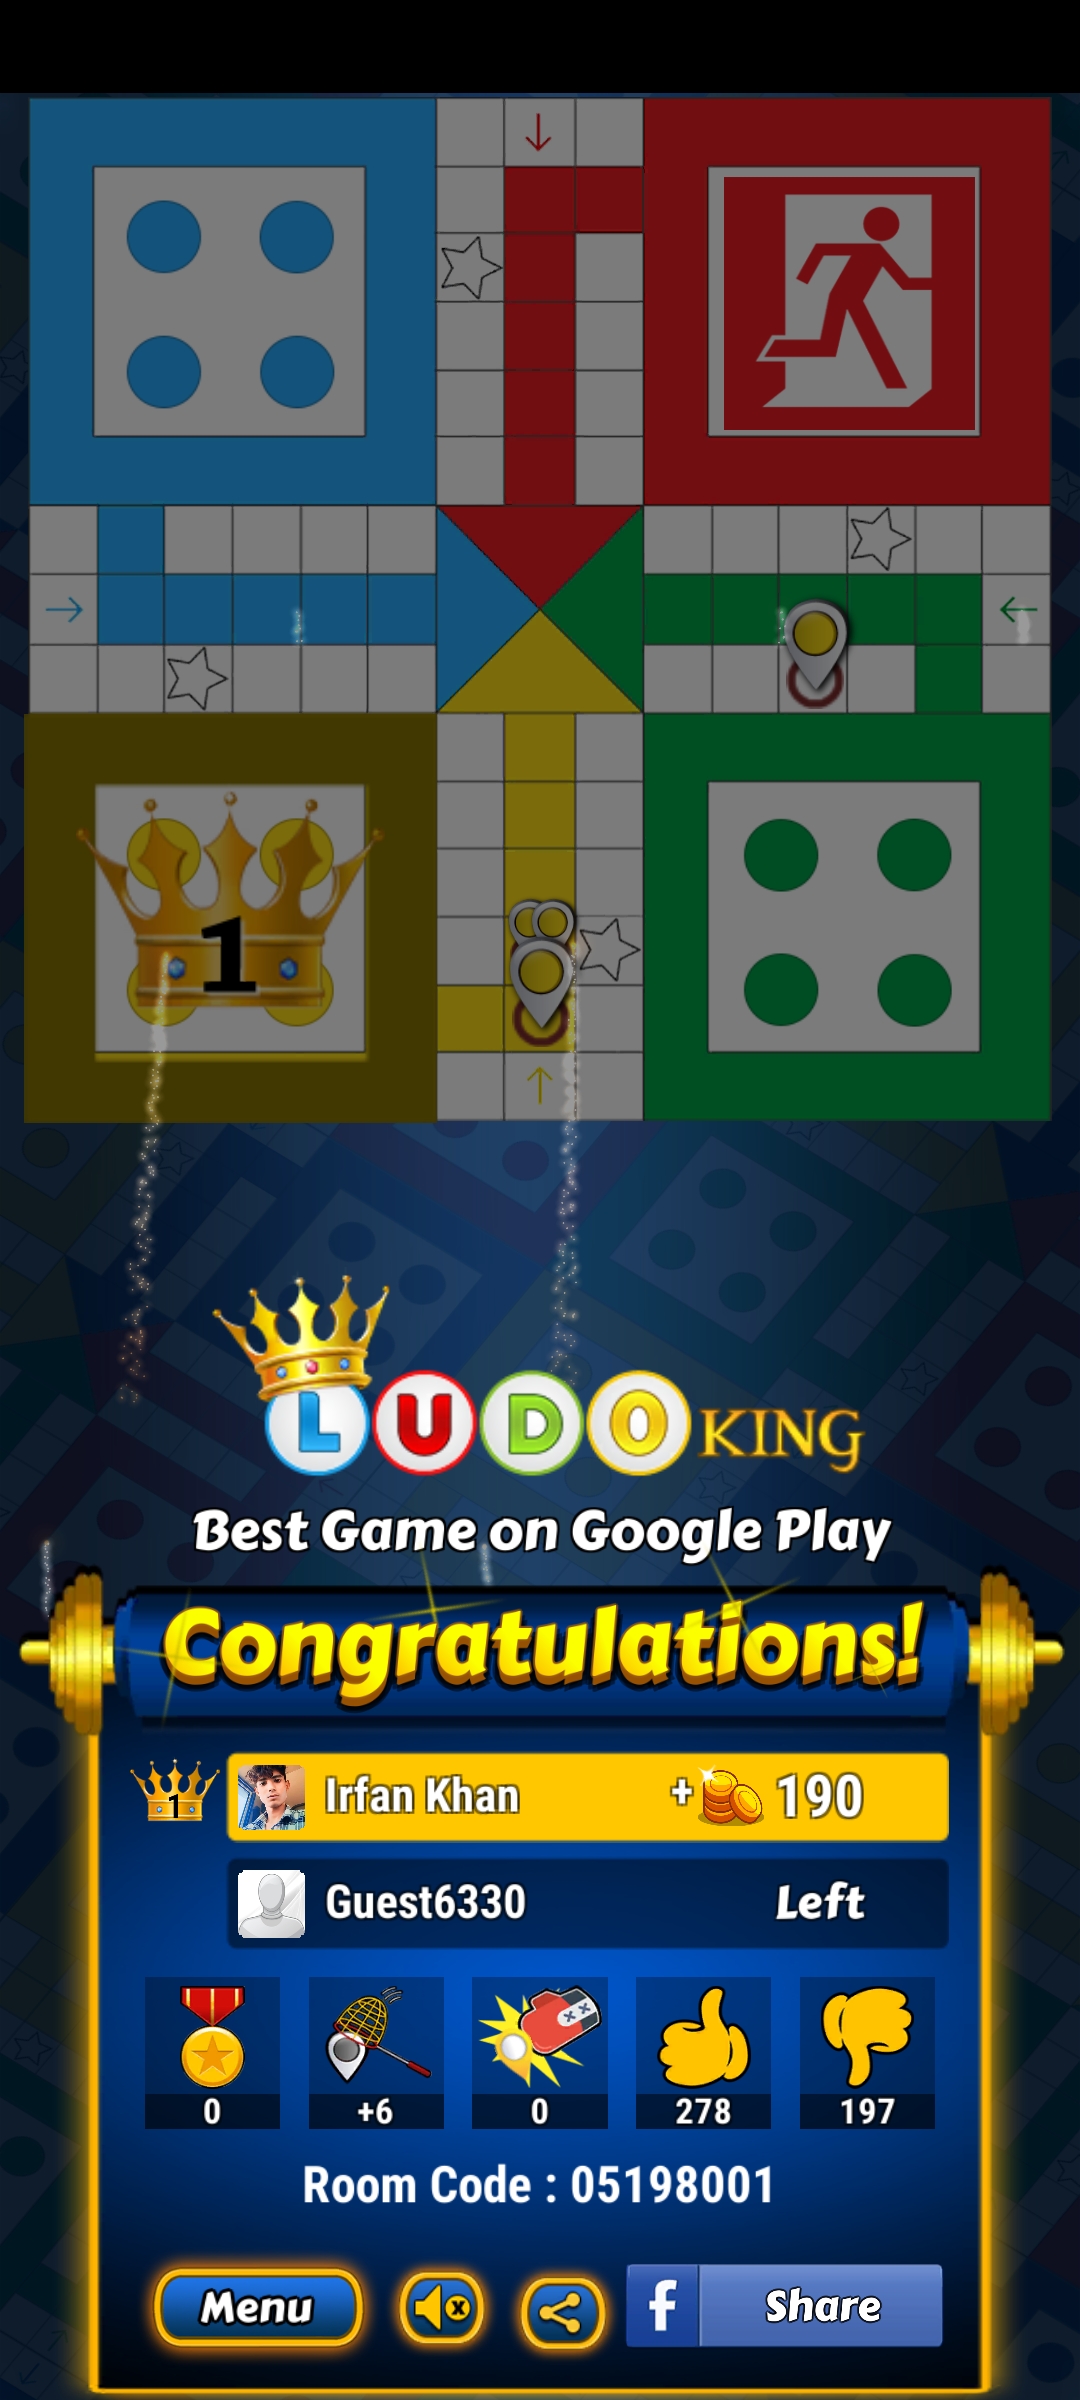 1
LUDO KING
Best Game on Google Play
Congratulations!
1 Irfan Khan + 190
Guest6330 Left
0 +6 0 278 197
Room Code : 05198001
Menu x f Share